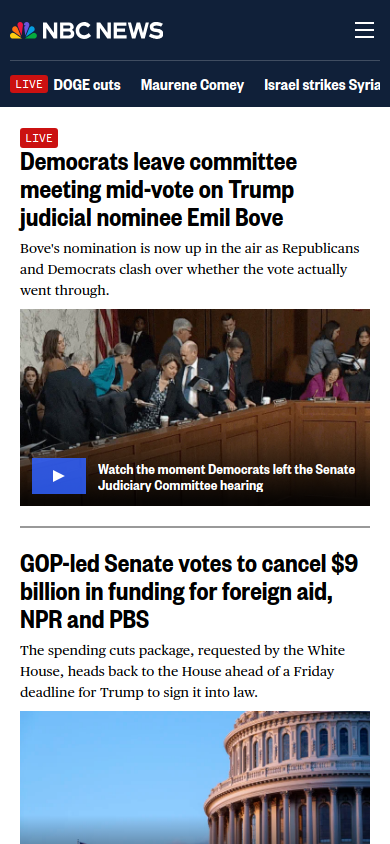 NBC NEWS
LIVE DOGE cuts Maurene Comey Israel strikes Syria
LIVE
Democrats leave committee
meeting mid-vote on Trump
judicial nominee Emil Bove
Bove's nomination is now up in the air as Republicans
and Democrats clash over whether the vote actually
went through.
Watch the moment Democrats left the Senate
Judiciary Committee hearing
GOP-led Senate votes to cancel $9
billion in funding for foreign aid,
NPR and PBS
The spending cuts package, requested by the White
House, heads back to the House ahead of a Friday
deadline for Trump to sign it into law.